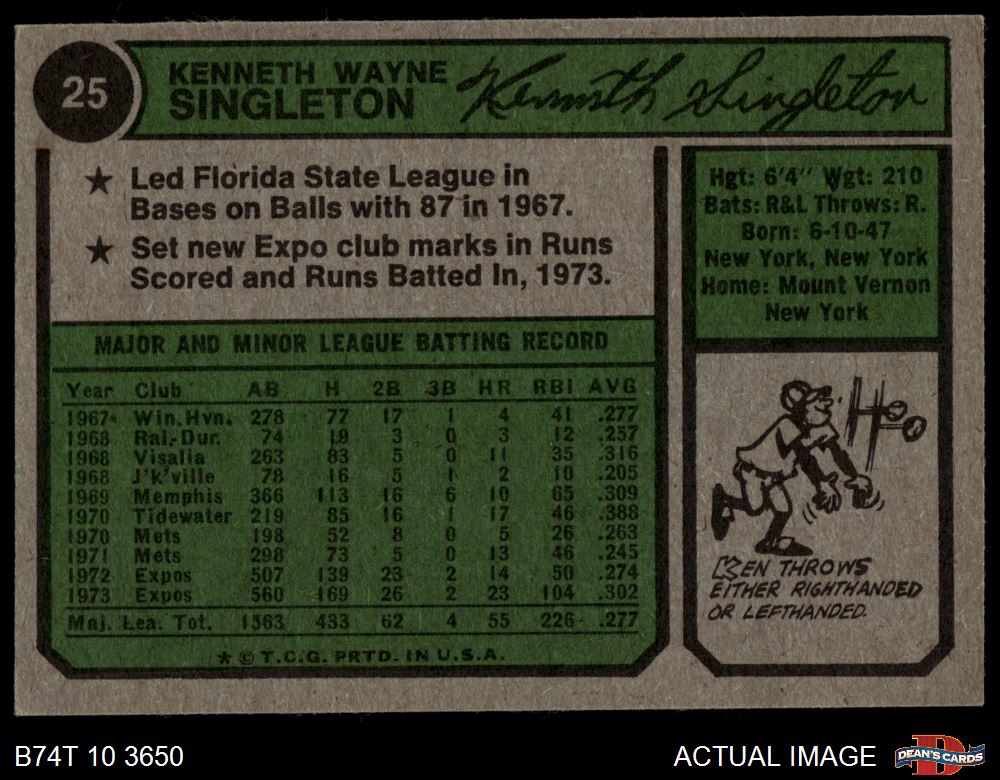 25
KENNETH WAYNE
SINGLETON
Kenneth Singleton
★ Led Florida State League in
Bases on Balls with 87 in 1967.
★ Set new Expo club marks in Runs
Scored and Runs Batted In, 1973.
Hgt: 6'4" Wgt: 210
Bats: R&L Throws: R.
Born: 6-10-47
New York, New York
Home: Mount Vernon
New York
MAJOR AND MINOR LEAGUE BATTING RECORD
Year Club AB H 2B 3B HR RBI AVG
1967 Win. Hvn. 278 77 17 1 4 41 .277
1968 Ral.-Dur. 74 19 3 0 3 12 .257
1968 Visalia 263 83 5 0 11 35 .316
1968 J'k'ville 78 16 5 1 2 10 .205
1969 Memphis 366 113 16 6 10 65 .309
1970 Tidewater 219 85 16 1 17 46 .388
1970 Mets 198 52 8 0 5 26 .263
1971 Mets 298 73 5 0 13 46 .245
1972 Expos 507 139 23 2 14 50 .274
1973 Expos 560 169 26 2 23 104 .302
Maj. Lea. Tot. 1563 433 62 4 55 226 .277
★ © T.C.G. PRTD. IN U.S.A.
KEN THROWS
EITHER RIGHTHANDED
OR LEFTHANDED.
B74T 10 3650
ACTUAL IMAGE
DEAN'S CARDS